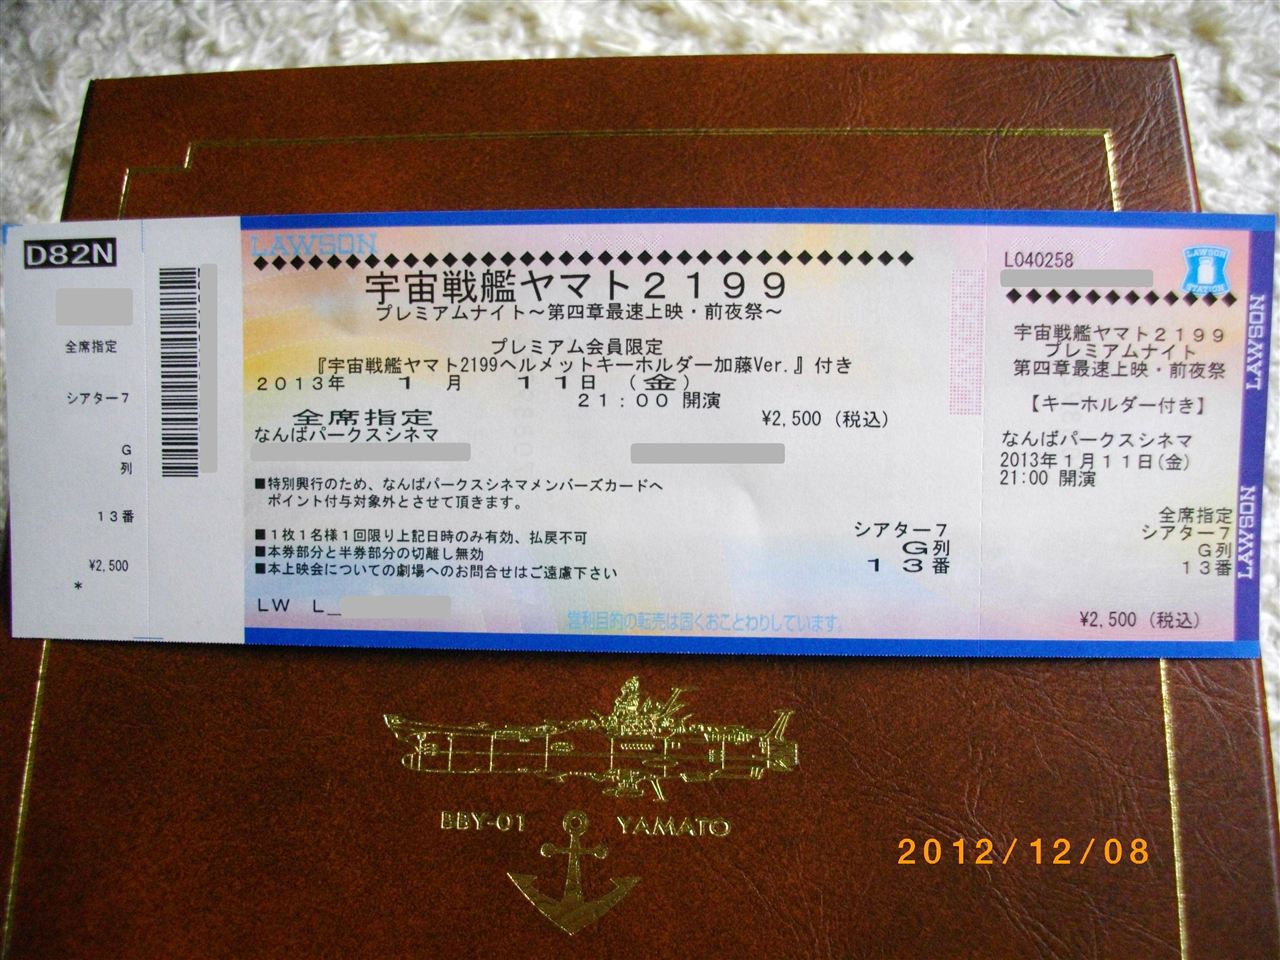 D82N
全席指定
シアター7
G
列
13番
¥2,500
*
LAWSON
宇宙戦艦ヤマト2199
プレミアムナイト～第四章最速上映・前夜祭～
プレミアム会員限定
『宇宙戦艦ヤマト2199ヘルメットキーホルダー加藤Ver.』付き
2013年 1月 11日 (金)
21:00 開演
全席指定 ¥2,500 (税込)
なんばパークスシネマ
■特別興行のため、なんばパークスシネマメンバーズカードへ
ポイント付与対象外とさせて頂きます。
■1枚1名様1回限り上記日時のみ有効、払戻不可
■本券部分と半券部分の切離し無効
■本上映会についての劇場へのお問合せはご遠慮下さい
シアター7
G列
13番
LW L_
営利目的の転売は固くおことわりしています。
L040258
LAWSON
STATION
宇宙戦艦ヤマト2199
プレミアムナイト
第四章最速上映・前夜祭
【キーホルダー付き】
なんばパークスシネマ
2013年1月11日(金)
21:00 開演
全席指定
シアター7
G列
13番
¥2,500 (税込)
LAWSON
LAWSON
BBY-01 YAMATO
2012/12/08